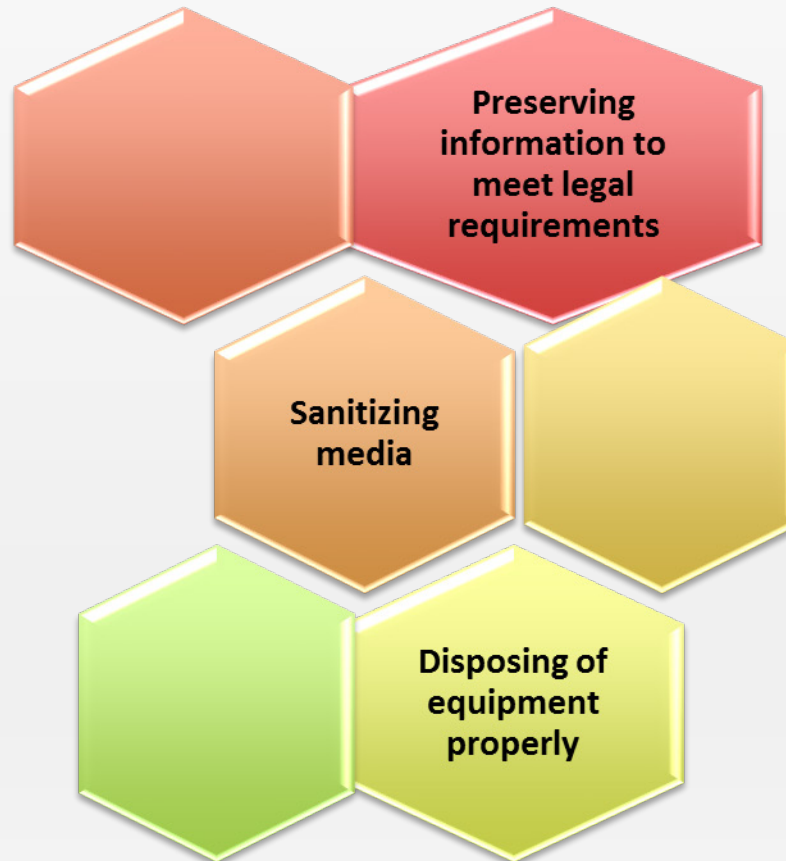 Preserving
information to
meet legal
requirements
Sanitizing
media
Disposing of
equipment
properly